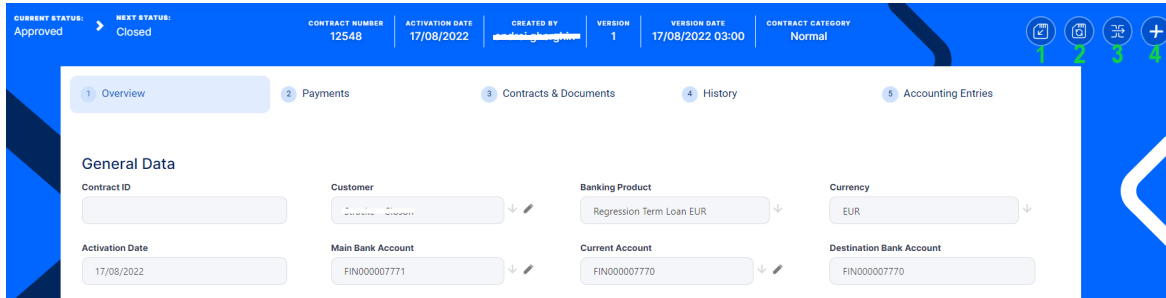 CURRENT STATUS:
Approved
NEXT STATUS:
Closed
CONTRACT NUMBER
12548
ACTIVATION DATE
17/08/2022
CREATED BY
VERSION
1
VERSION DATE
17/08/2022 03:00
CONTRACT CATEGORY
Normal
1 2 3 4
1 Overview
2 Payments
3 Contracts & Documents
4 History
5 Accounting Entries
General Data
Contract ID
Customer
Banking Product
Regression Term Loan EUR
Currency
EUR
Activation Date
17/08/2022
Main Bank Account
FIN000007771
Current Account
FIN000007770
Destination Bank Account
FIN000007770